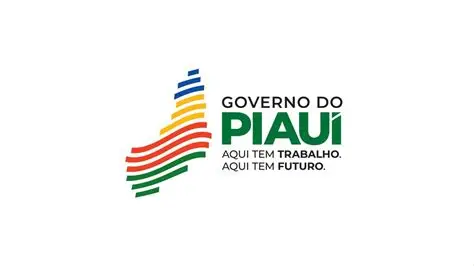 GOVERNO DO
PIAUÍ
AQUI TEM TRABALHO.
AQUI TEM FUTURO.